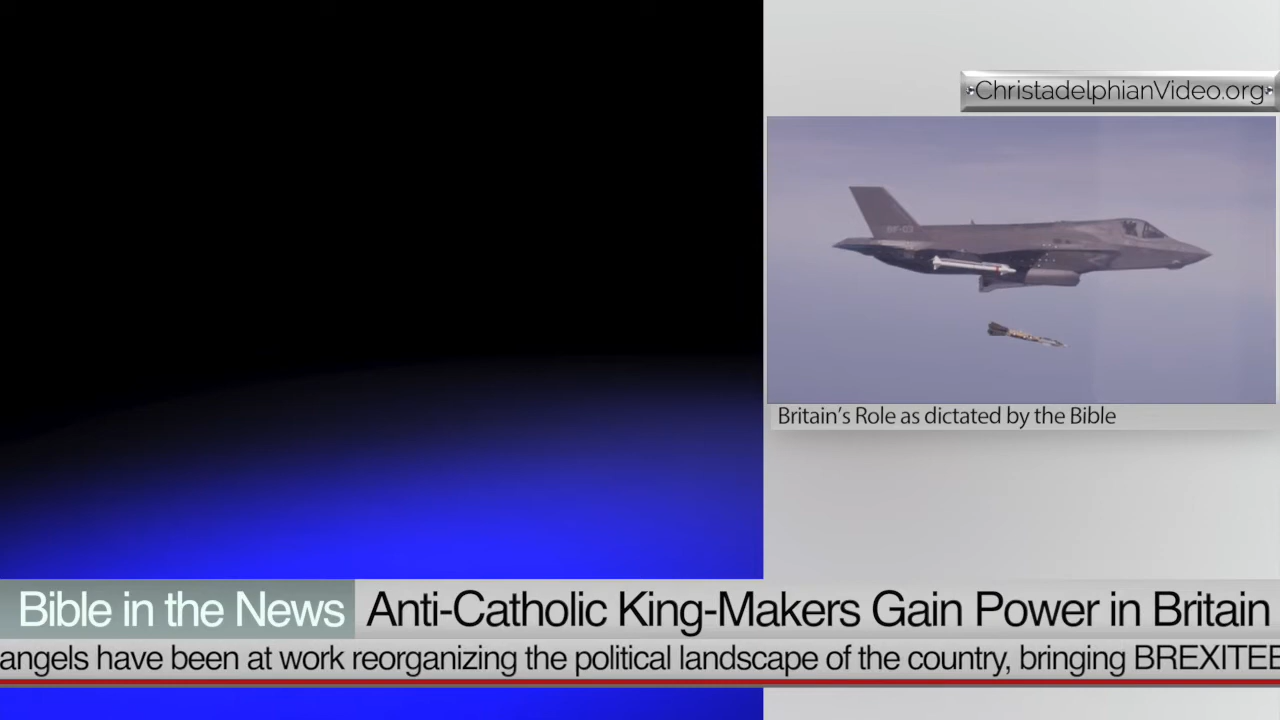 ChristadelphianVideo.org
Britain's Role as dictated by the Bible
Bible in the News
Anti-Catholic King-Makers Gain Power in Britain
angels have been at work reorganizing the political landscape of the country, bringing